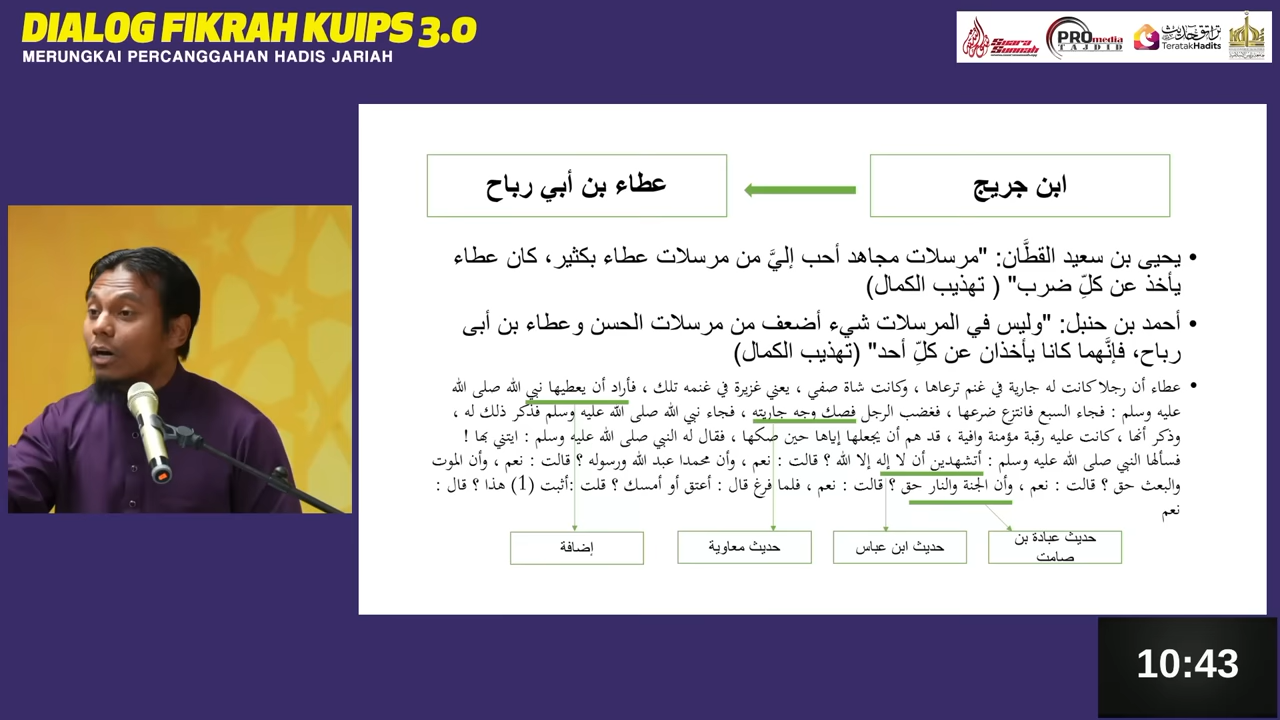 DIALOG FIKRAH KUIPS 3.0
MERUNGKAI PERCANGGAHAN HADIS JARIAH
Suara Sunnah
PRO media
TAJDID
TeratakHadits
ابن جريج
عطاء بن أبي رباح
• يحيى بن سعيد القطَّان: "مرسلات مجاهد أحب إليَّ من مرسلات عطاء بكثير، كان عطاء
يأخذ عن كلِّ ضرب" ( تهذيب الكمال)
• أحمد بن حنبل: "وليس في المرسلات شيء أضعف من مرسلات الحسن وعطاء بن أبى
رباح، فإنَّهما كانا يأخذان عن كلِّ أحد" (تهذيب الكمال)
• عطاء أن رجلا كانت له جارية في غنم ترعاها ، وكانت شاة صفي ، يعني غزيرة في غنمه تلك ، فأراد أن يعطيها نبي الله صلى الله
عليه وسلم : فجاء السبع فانتزع ضرعها ، فغضب الرجل فصك وجه جاريته ، فجاء نبي الله صلى الله عليه وسلم فذكر ذلك له ،
وذكر أنها ، كانت عليه رقبة مؤمنة وافية ، قد هم أن يجعلها إياها حين صكها ، فقال له النبي صلى الله عليه وسلم : ايتني بها !
فسألها النبي صلى الله عليه وسلم : أتشهدين أن لا إله إلا الله ؟ قالت : نعم ، وأن محمدا عبد الله ورسوله ؟ قالت : نعم ، وأن الموت
والبعث حق ؟ قالت : نعم ، وأن الجنة والنار حق ؟ قالت : نعم ، فلما فرغ قال : أعتق أو أمسك ؟ قلت :أثبت (1) هذا ؟ قال :
نعم
حديث عبادة بن
صامت
حديث ابن عباس
حديث معاوية
إضافة
10:43